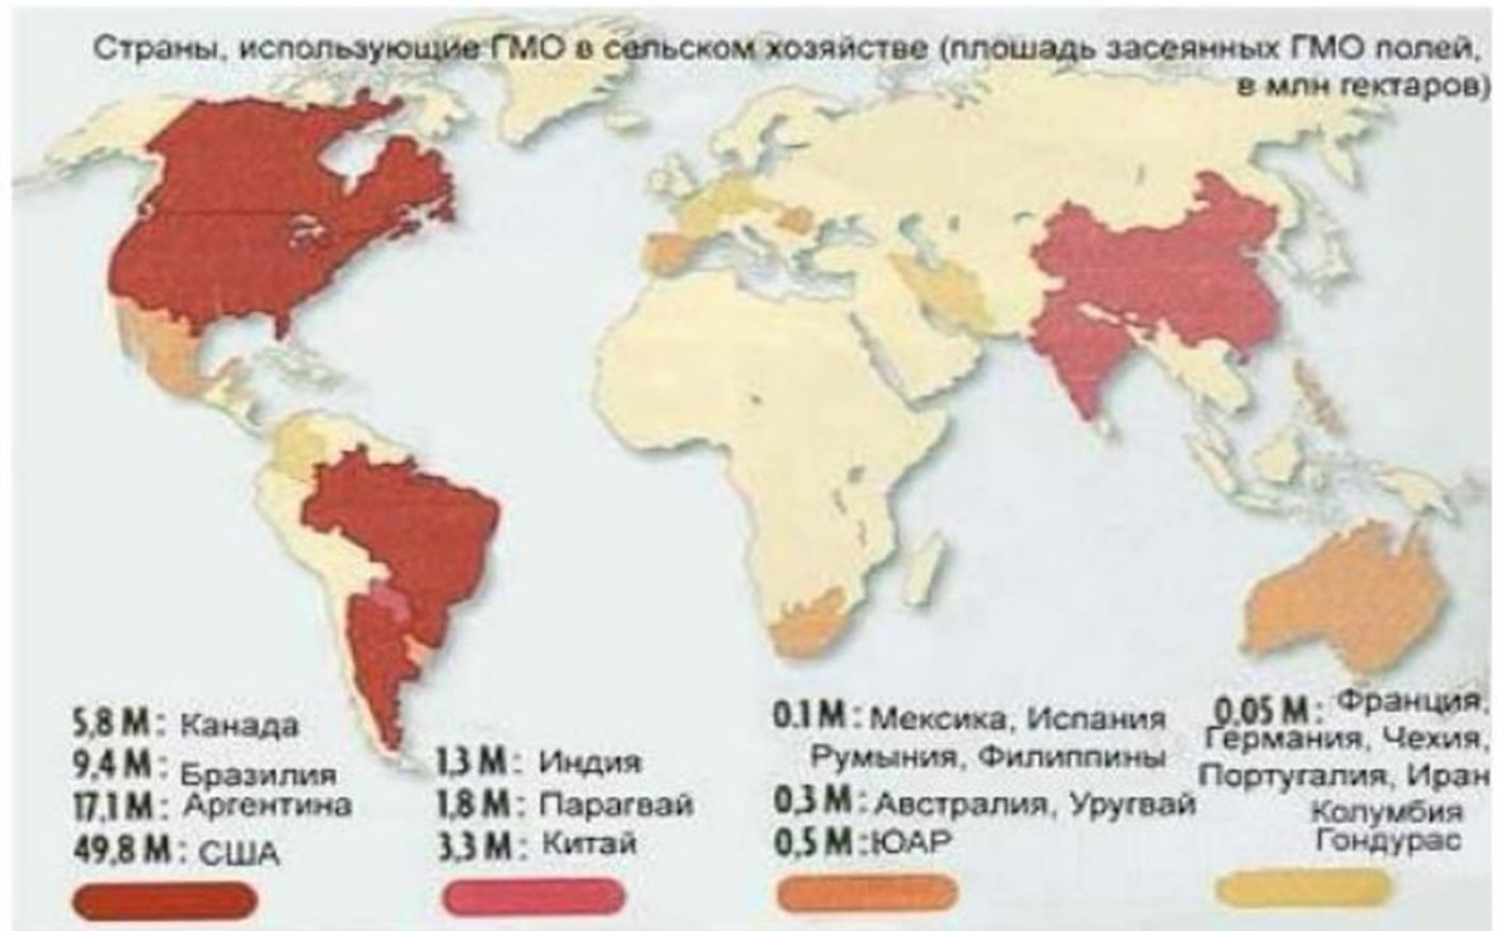 Страны, использующие ГМО в сельском хозяйстве (плошадь засеянных ГМО полей,
в млн гектаров)
5,8 M: Канада
9,4 M: Бразилия
17,1 M: Аргентина
49,8 M: США
1,3 M: Индия
1,8 M: Парагвай
3,3 M: Китай
0.1 M: Мексика, Испания
Румыния, Филиппины
0,3 M: Австралия, Уругвай
0,5 M: ЮАР
0,05 M: Франция,
Германия, Чехия,
Португалия, Иран
Колумбия
Гондурас